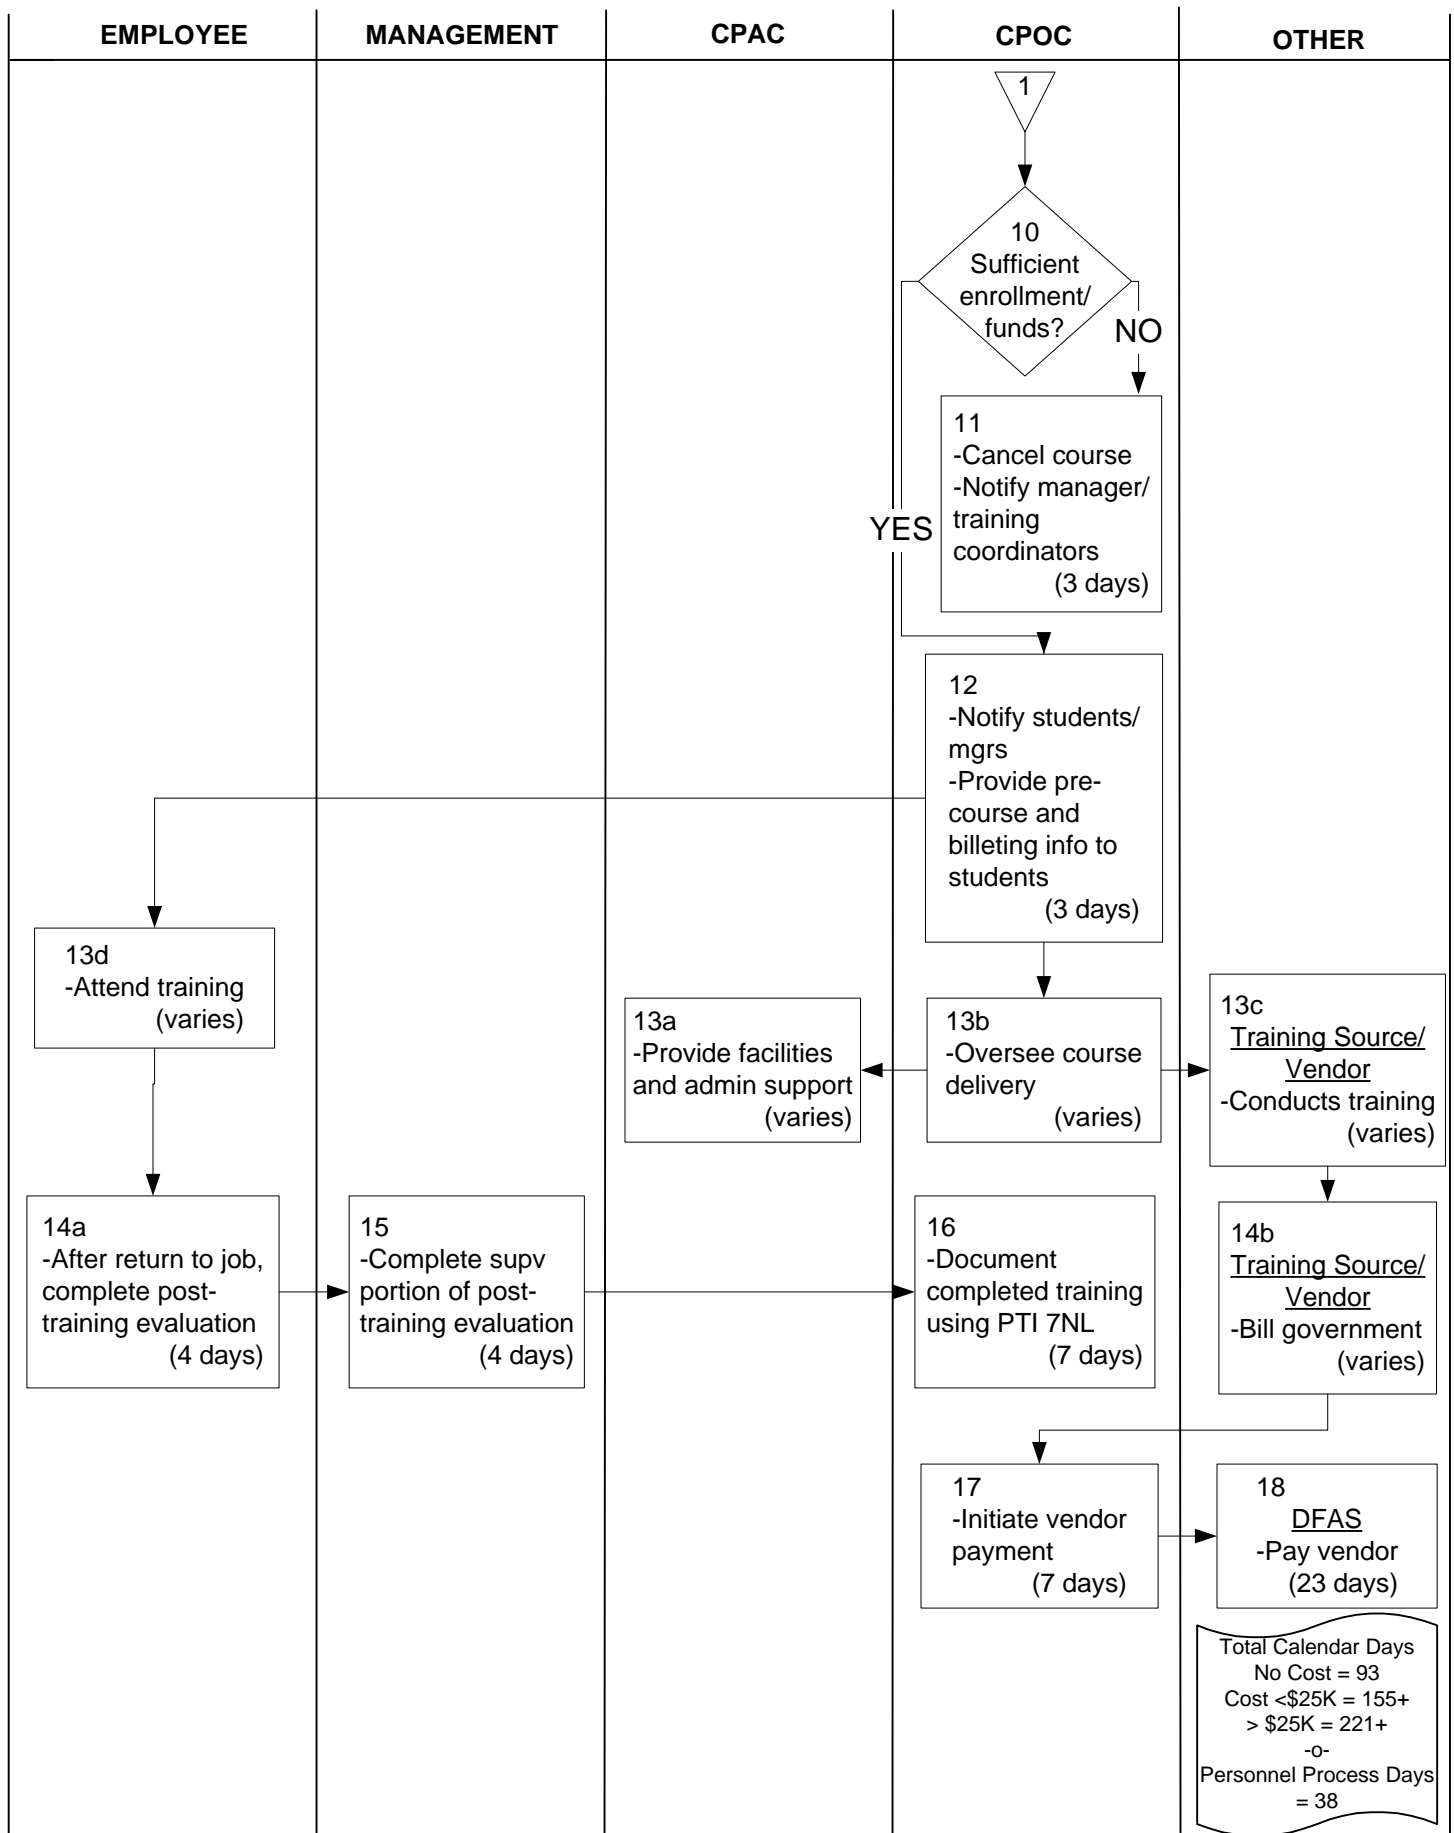 EMPLOYEE
MANAGEMENT
CPAC
CPOC
OTHER
1
10
Sufficient
enrollment/
funds?
NO
11
-Cancel course
-Notify manager/
training
coordinators
(3 days)
YES
12
-Notify students/
mgrs
-Provide pre-
course and
billeting info to
students
(3 days)
13d
-Attend training
(varies)
13a
-Provide facilities
and admin support
(varies)
13b
-Oversee course
delivery
(varies)
13c
Training Source/
Vendor
-Conducts training
(varies)
14a
-After return to job,
complete post-
training evaluation
(4 days)
15
-Complete supv
portion of post-
training evaluation
(4 days)
16
-Document
completed training
using PTI 7NL
(7 days)
14b
Training Source/
Vendor
-Bill government
(varies)
17
-Initiate vendor
payment
(7 days)
18
DFAS
-Pay vendor
(23 days)
Total Calendar Days
No Cost = 93
Cost <$25K = 155+
> $25K = 221+
-o-
Personnel Process Days
= 38